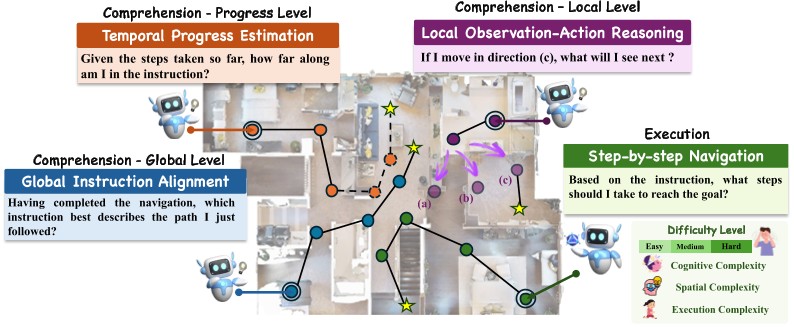 Comprehension - Progress Level
Temporal Progress Estimation
Given the steps taken so far, how far along
am I in the instruction?
Comprehension – Local Level
Local Observation-Action Reasoning
If I move in direction (c), what will I see next ?
Comprehension - Global Level
Global Instruction Alignment
Having completed the navigation, which
instruction best describes the path I just
followed?
(a)
(b)
(c)
Execution
Step-by-step Navigation
Based on the instruction, what steps
should I take to reach the goal?
Difficulty Level
Easy Medium Hard
Cognitive Complexity
Spatial Complexity
Execution Complexity